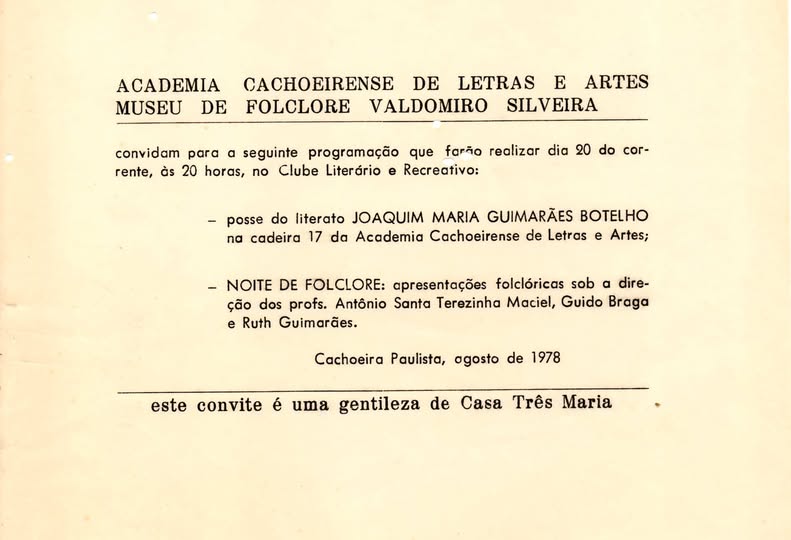 ACADEMIA CACHOEIRENSE DE LETRAS E ARTES
MUSEU DE FOLCLORE VALDOMIRO SILVEIRA
convidam para a seguinte programação que farão realizar dia 20 do cor-
rente, às 20 horas, no Clube Literário e Recreativo:
– posse do literato JOAQUIM MARIA GUIMARÃES BOTELHO
na cadeira 17 da Academia Cachoeirense de Letras e Artes;
– NOITE DE FOLCLORE: apresentações folclóricas sob a dire-
ção dos profs. Antônio Santa Terezinha Maciel, Guido Braga
e Ruth Guimarães.
Cachoeira Paulista, agosto de 1978
este convite é uma gentileza de Casa Três Maria